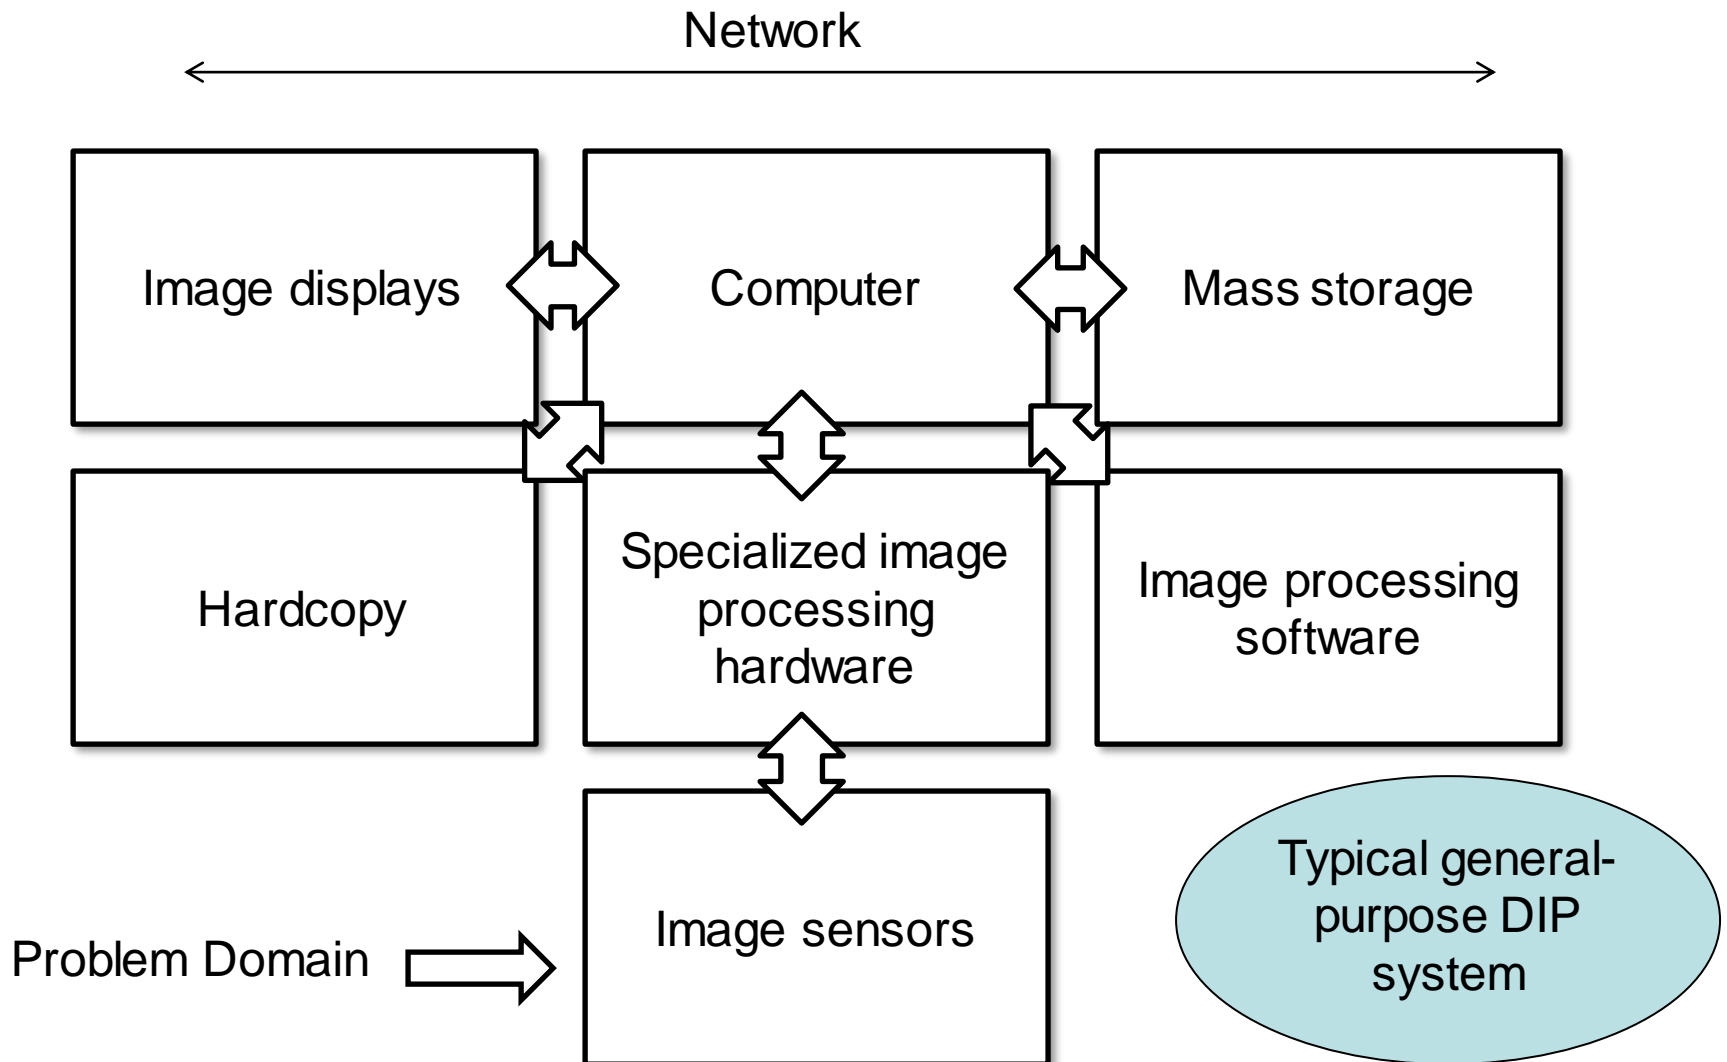 Network
Image displays
Computer
Mass storage
Hardcopy
Specialized image
processing
hardware
Image processing
software
Problem Domain
Image sensors
Typical general-
purpose DIP
system